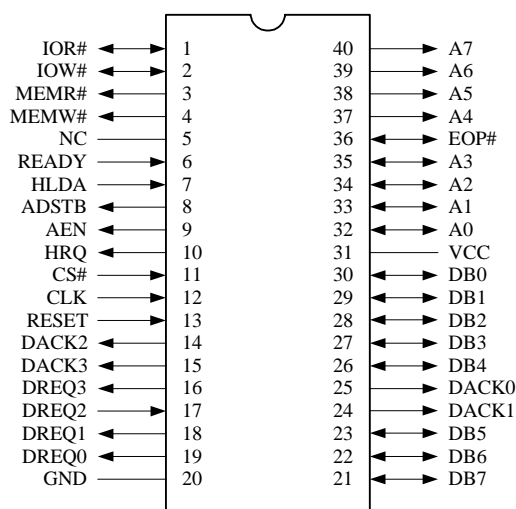 IOR# 1 40 A7
IOW# 2 39 A6
MEMR# 3 38 A5
MEMW# 4 37 A4
NC 5 36 EOP#
READY 6 35 A3
HLDA 7 34 A2
ADSTB 8 33 A1
AEN 9 32 A0
HRQ 10 31 VCC
CS# 11 30 DB0
CLK 12 29 DB1
RESET 13 28 DB2
DACK2 14 27 DB3
DACK3 15 26 DB4
DREQ3 16 25 DACK0
DREQ2 17 24 DACK1
DREQ1 18 23 DB5
DREQ0 19 22 DB6
GND 20 21 DB7